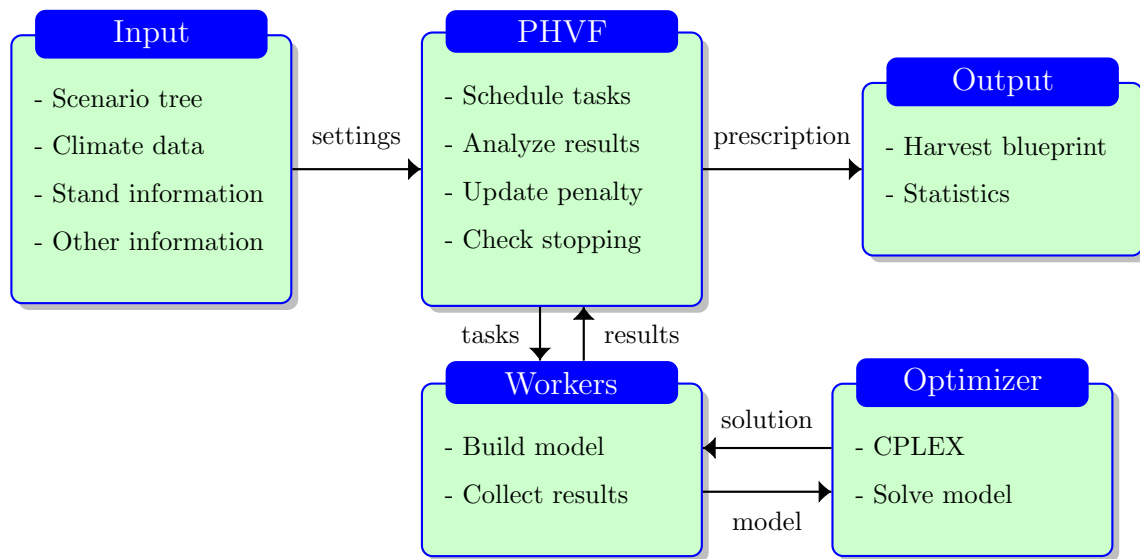 Input
- Scenario tree
- Climate data
- Stand information
- Other information
settings
PHVF
- Schedule tasks
- Analyze results
- Update penalty
- Check stopping
prescription
Output
- Harvest blueprint
- Statistics
tasks
results
Workers
- Build model
- Collect results
solution
model
Optimizer
- CPLEX
- Solve model